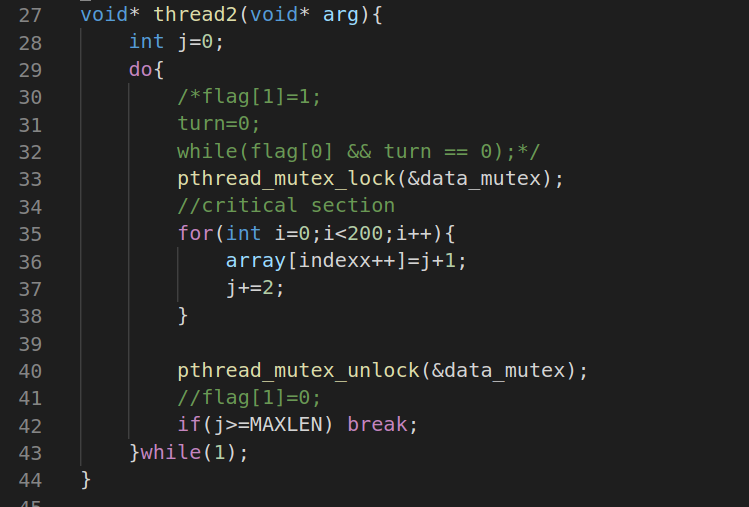 27 void* thread2(void* arg){
28     int j=0;
29     do{
30         /*flag[1]=1;
31         turn=0;
32         while(flag[0] && turn == 0);*/
33         pthread_mutex_lock(&data_mutex);
34         //critical section
35         for(int i=0;i<200;i++){
36             array[indexx++]=j+1;
37             j+=2;
38         }
39
40         pthread_mutex_unlock(&data_mutex);
41         //flag[1]=0;
42         if(j>=MAXLEN) break;
43     }while(1);
44 }
45